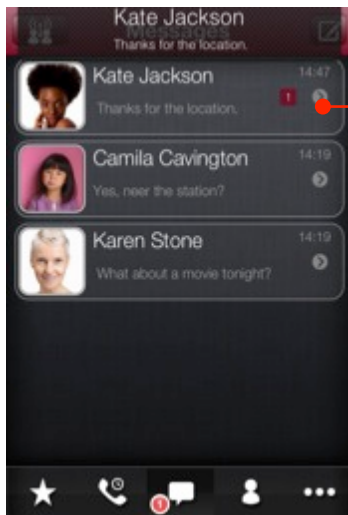 Kate Jackson
Messages
Thanks for the location.
Kate Jackson
14:47
Thanks for the location.
1
Camila Cavington
14:19
Yes, neer the station?
Karen Stone
14:19
What about a movie tonight?
1